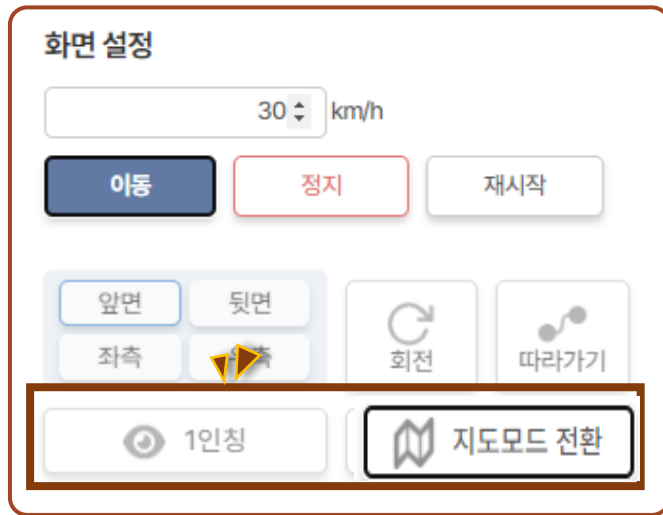 화면 설정
30 km/h
이동 정지 재시작
앞면 뒷면
좌측
회전 따라가기
1인칭 지도모드 전환